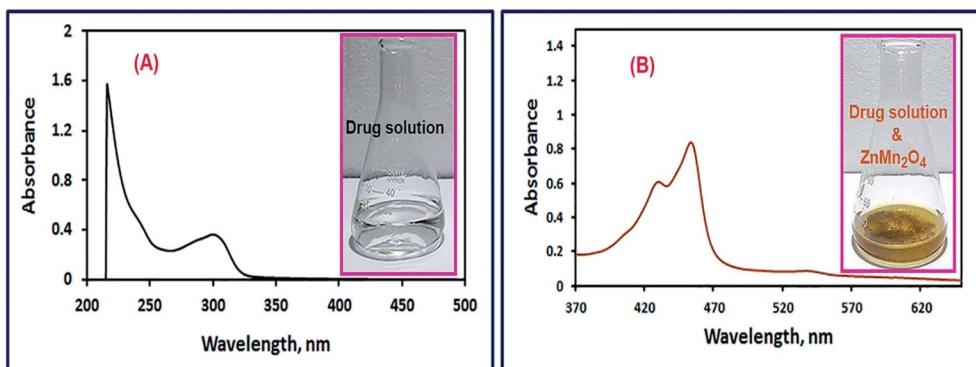 (A)
Absorbance
2
1.6
1.2
0.8
0.4
0
200 250 300 350 400 450 500
Wavelength, nm
Drug solution
40
(B)
Absorbance
1.4
1.2
1
0.8
0.6
0.4
0.2
0
370 420 470 520 570 620
Wavelength, nm
Drug solution
&
ZnMn₂O₄